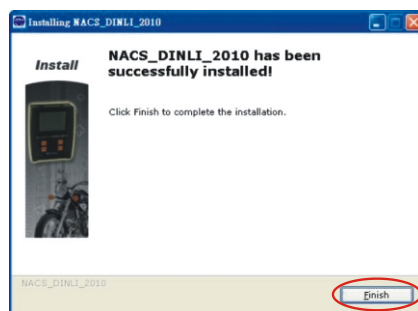 Installing NACS_DINLI_2010
Install
NACS_DINLI_2010 has been
successfully installed!
Click Finish to complete the installation.
NACS_DINLI_2010
Finish